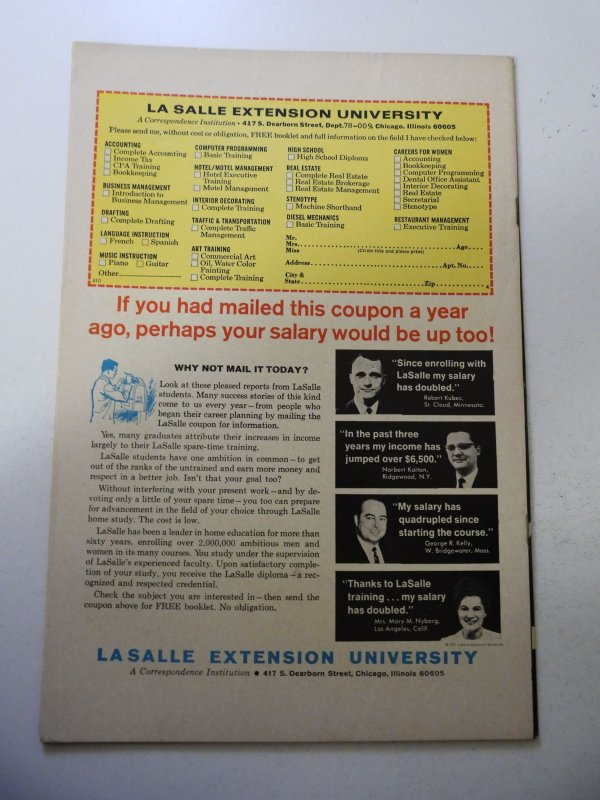 LA SALLE EXTENSION UNIVERSITY
A Correspondence Institution • 417 S. Dearborn Street, Dept. 78-009, Chicago, Illinois 60605
Please send me, without cost or obligation, FREE booklet and full information on the field I have checked below:
ACCOUNTING
Complete Accounting
Income Tax
CPA Training
Bookkeeping
BUSINESS MANAGEMENT
Introduction to
Business Management
DRAFTING
Complete Drafting
LANGUAGE INSTRUCTION
French Spanish
MUSIC INSTRUCTION
Piano Guitar
Other
COMPUTER PROGRAMMING
Basic Training
HOTEL/MOTEL MANAGEMENT
Hotel Executive
Training
Motel Management
INTERIOR DECORATING
Complete Training
TRAFFIC & TRANSPORTATION
Complete Traffic
Management
ART TRAINING
Commercial Art
Oil, Water Color
Painting
Complete Training
HIGH SCHOOL
High School Diploma
REAL ESTATE
Complete Real Estate
Real Estate Brokerage
Real Estate Management
STENOTYPE
Machine Shorthand
DIESEL MECHANICS
Basic Training
CAREERS FOR WOMEN
Accounting
Bookkeeping
Computer Programming
Dental Office Assistant
Interior Decorating
Real Estate
Secretarial
Stenotype
RESTAURANT MANAGEMENT
Executive Training
Mr.
Mrs. Age
Miss (Circle title and please print)
Address Apt. No.
City &
State Zip
If you had mailed this coupon a year
ago, perhaps your salary would be up too!
WHY NOT MAIL IT TODAY?
Look at these pleased reports from LaSalle
students. Many success stories of this kind
come to us every year—from people who
began their career planning by mailing the
LaSalle coupon for information.
Yes, many graduates attribute their increases in income
largely to their LaSalle spare-time training.
LaSalle students have one ambition in common—to get
out of the ranks of the untrained and earn more money and
respect in a better job. Isn't that your goal too?
Without interfering with your present work—and by de-
voting only a little of your spare time—you too can prepare
for advancement in the field of your choice through LaSalle
home study. The cost is low.
LaSalle has been a leader in home education for more than
sixty years, enrolling over 2,000,000 ambitious men and
women in its many courses. You study under the supervision
of LaSalle's experienced faculty. Upon satisfactory comple-
tion of your study, you receive the LaSalle diploma—a rec-
ognized and respected credential.
Check the subject you are interested in—then send the
coupon above for FREE booklet. No obligation.
"Since enrolling with
LaSalle my salary
has doubled."
Robert Kubec,
St. Cloud, Minnesota.
"In the past three
years my income has
jumped over $6,500."
Norbert Kaitan,
Ridgewood, N.Y.
"My salary has
quadrupled since
starting the course."
George R. Kelly,
W. Bridgewater, Mass.
"Thanks to LaSalle
training . . . my salary
has doubled."
Mrs. Mary M. Nyberg,
Los Angeles, Calif.
LA SALLE EXTENSION UNIVERSITY
A Correspondence Institution • 417 S. Dearborn Street, Chicago, Illinois 60605